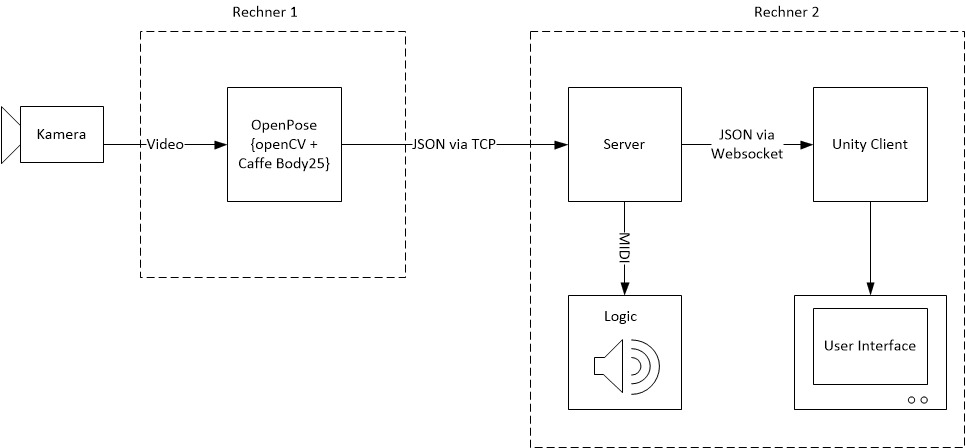 Rechner 1
Rechner 2
Kamera
Video
OpenPose
{openCV +
Caffe Body25}
JSON via TCP
Server
JSON via
Websocket
Unity Client
MIDI
Logic
User Interface